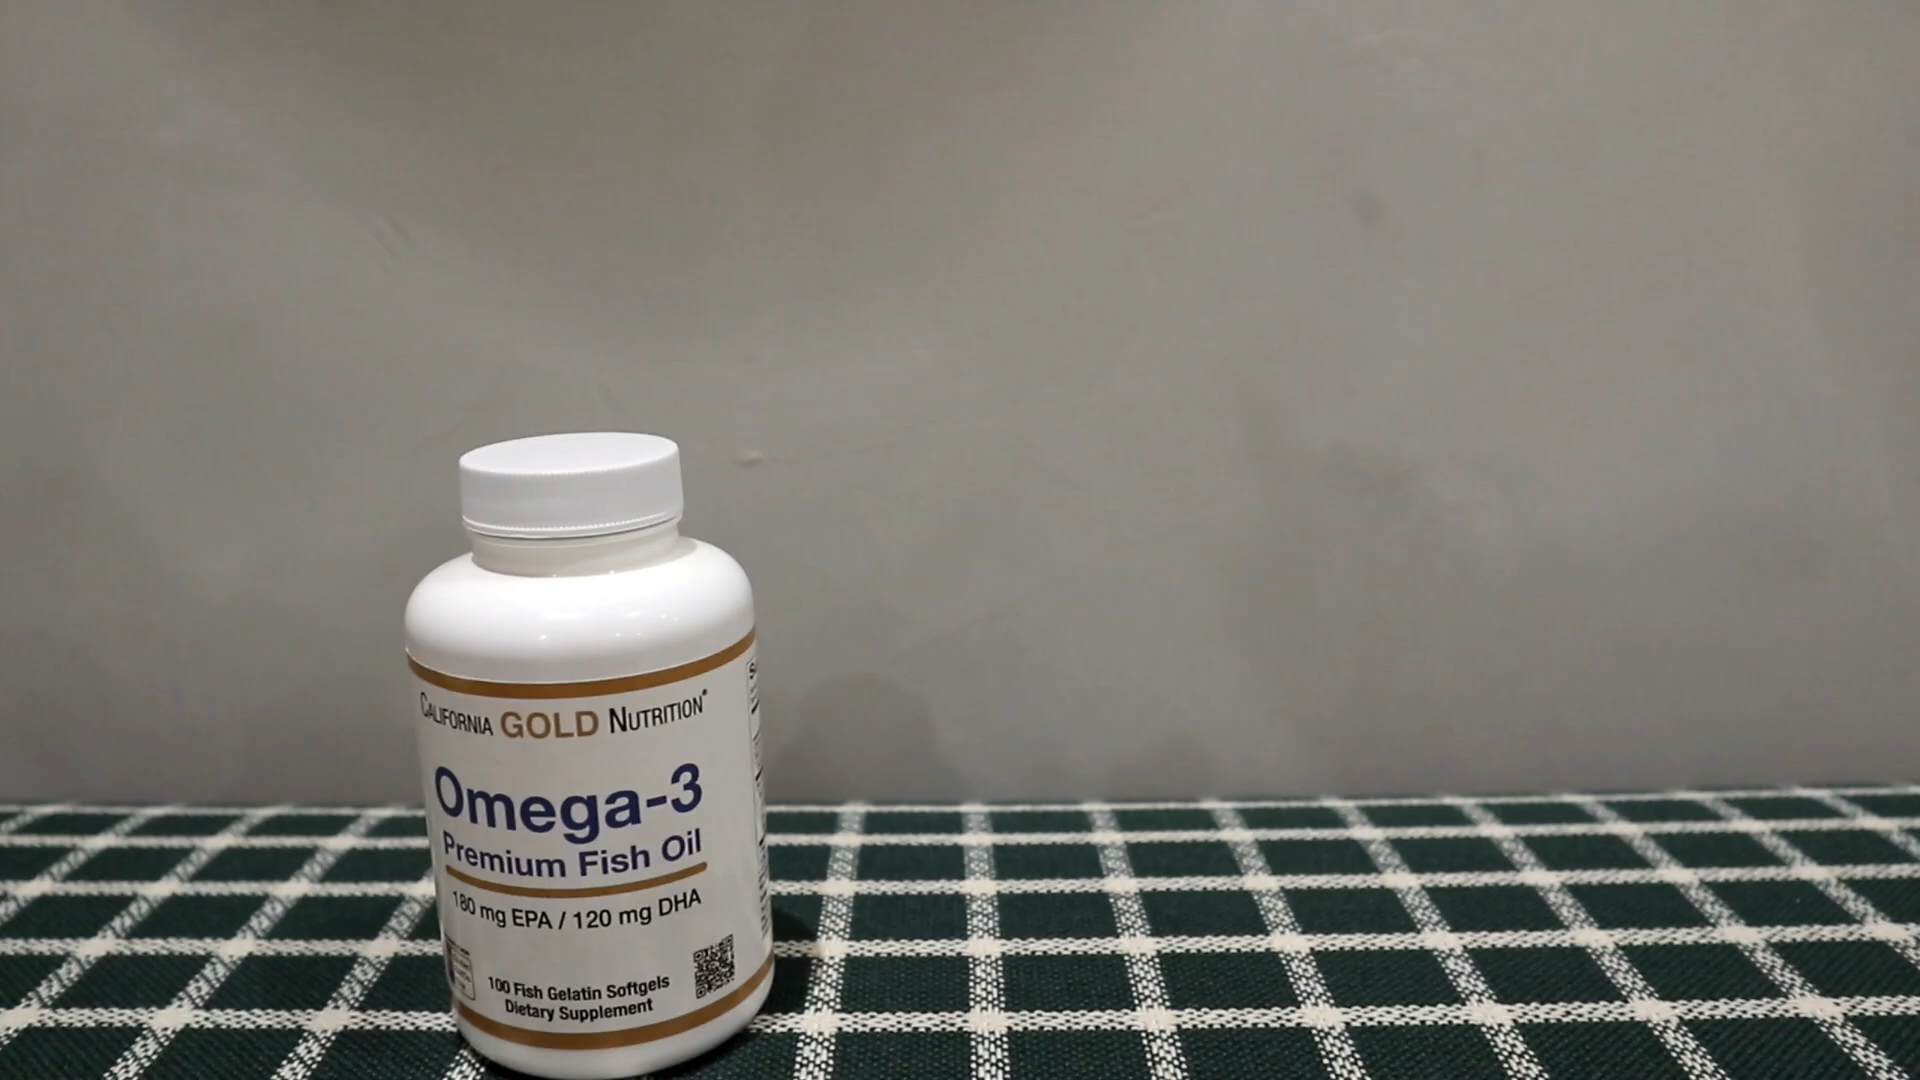 CALIFORNIA GOLD NUTRITION®
Omega-3
Premium Fish Oil
180 mg EPA / 120 mg DHA
100 Fish Gelatin Softgels
Dietary Supplement